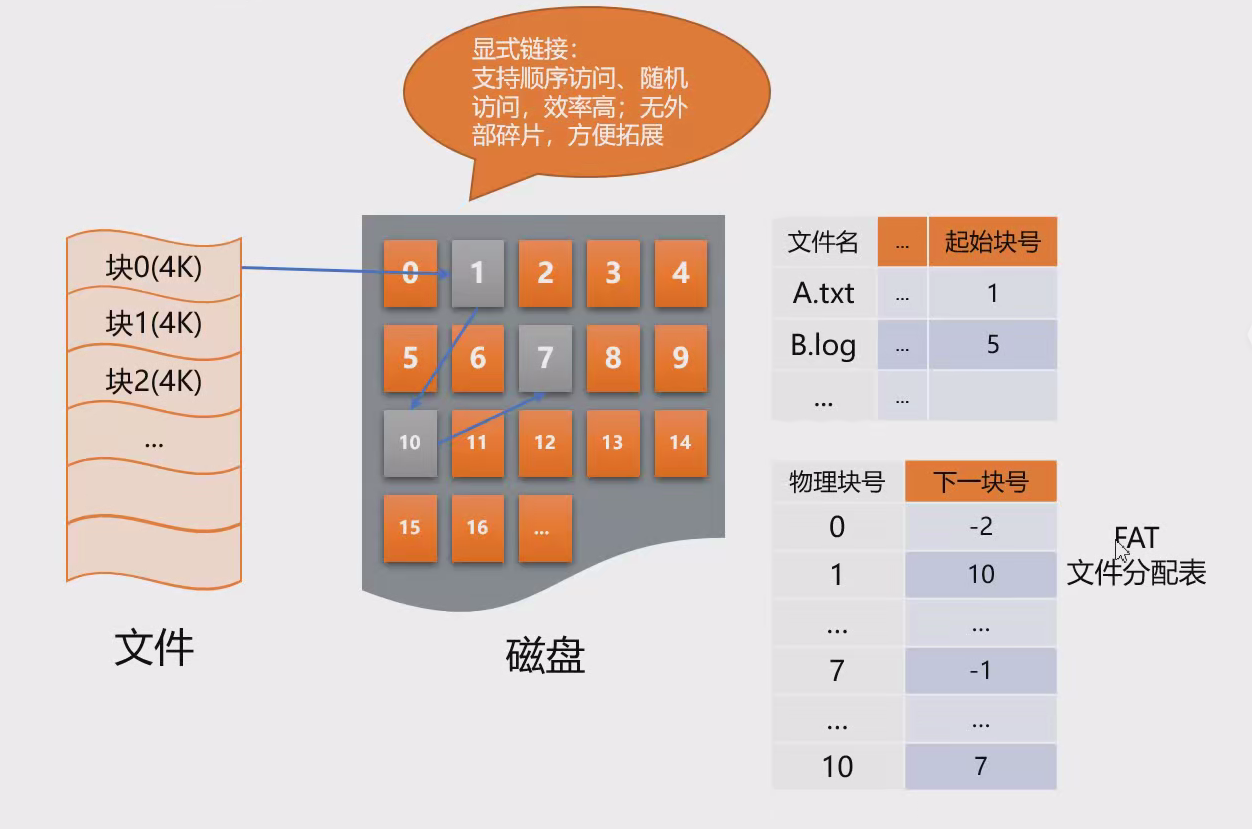 显式链接：
支持顺序访问、随机
访问，效率高；无外
部碎片，方便拓展
块0(4K)
块1(4K)
块2(4K)
...
文件
0 1 2 3 4
5 6 7 8 9
10 11 12 13 14
15 16 ...
磁盘
文件名 ... 起始块号
A.txt ... 1
B.log ... 5
... ...
物理块号 下一块号
0 -2
1 10
... ...
7 -1
... ...
10 7
FAT
文件分配表